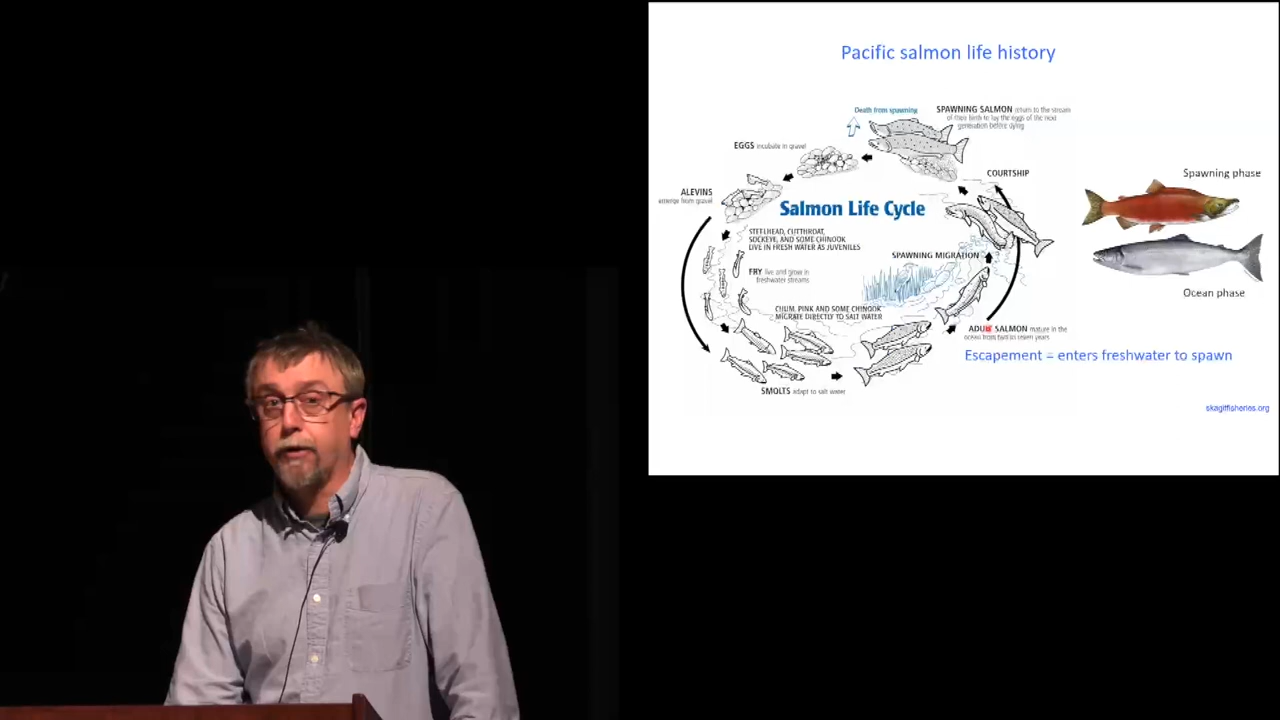 Pacific salmon life history
Death from spawning
SPAWNING SALMON return to the stream
of their birth to lay the eggs of the next
generation before dying
EGGS incubate in gravel
COURTSHIP
Spawning phase
ALEVINS
emerge from gravel
Salmon Life Cycle
STEELHEAD, CUTTHROAT,
SOCKEYE, AND SOME CHINOOK
LIVE IN FRESH WATER AS JUVENILES
SPAWNING MIGRATION
FRY live and grow in
freshwater streams
Ocean phase
CHUM, PINK AND SOME CHINOOK
MIGRATE DIRECTLY TO SALT WATER
ADULT SALMON mature in the
ocean from two to seven years
Escapement = enters freshwater to spawn
SMOLTS adapt to salt water
skagitfisheries.org